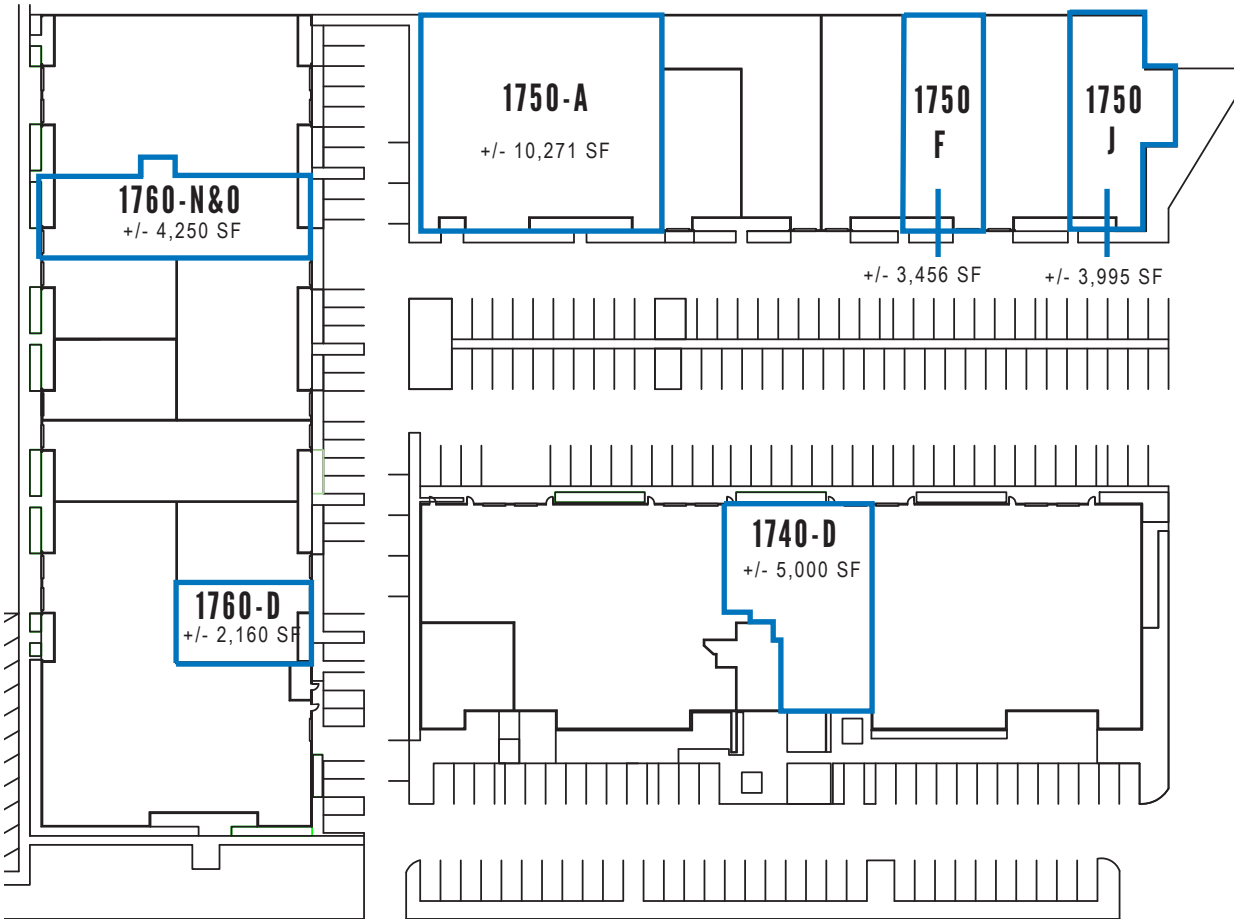 1750-A
+/- 10,271 SF
1750
F
+/- 3,456 SF
1750
J
+/- 3,995 SF
1760-N&O
+/- 4,250 SF
1740-D
+/- 5,000 SF
1760-D
+/- 2,160 SF